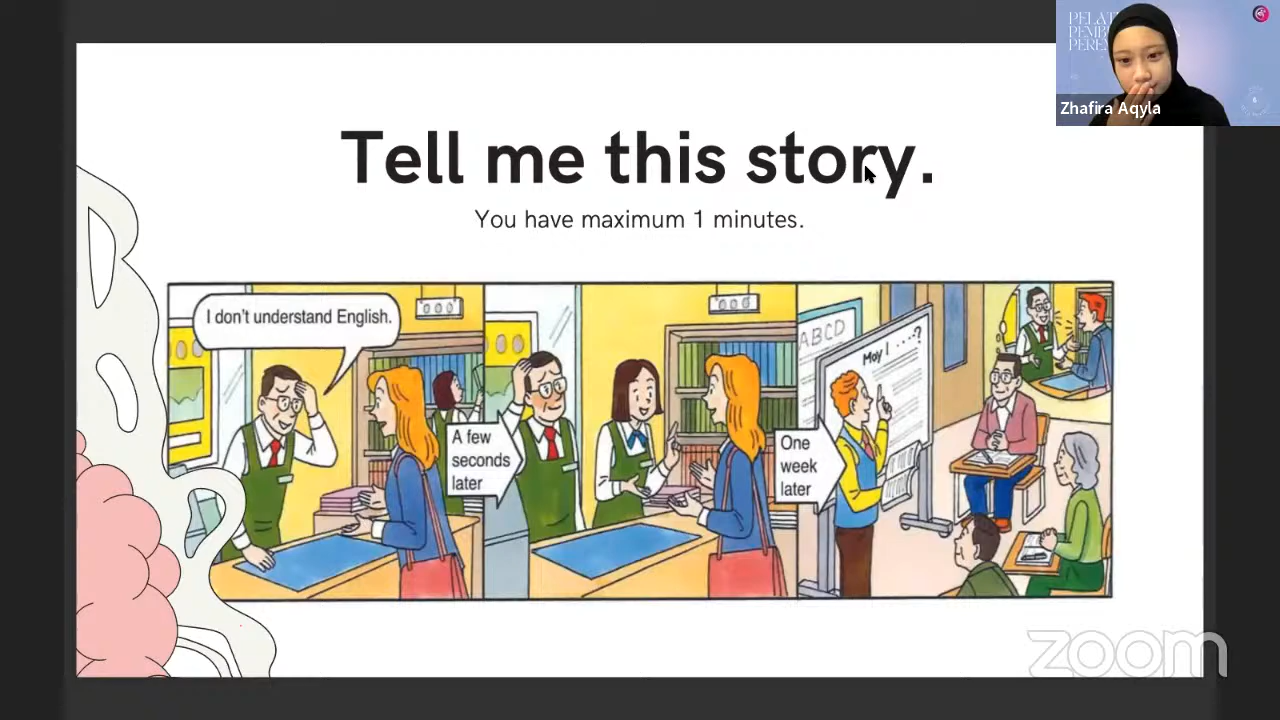 Tell me this story.
You have maximum 1 minutes.
I don't understand English.
A few
seconds
later
One
week
later
ABCD
May I ....?
Zhafira Aqyla
zoom